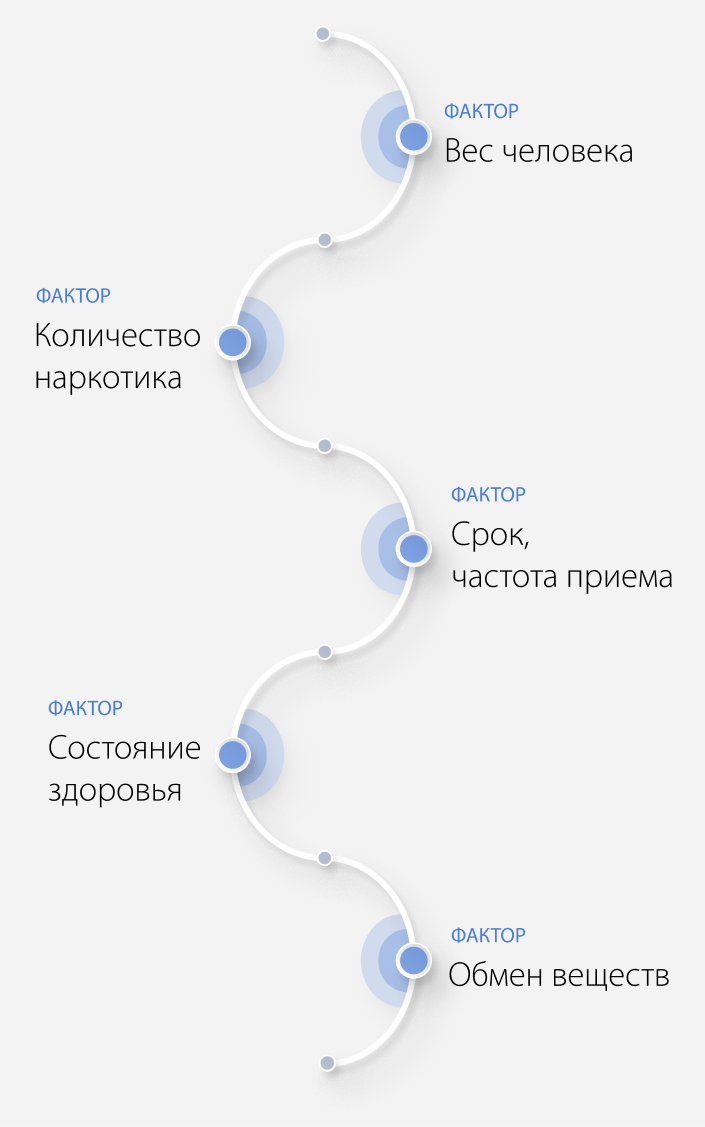 ФАКТОР
Вес человека
ФАКТОР
Количество
наркотика
ФАКТОР
Срок,
частота приема
ФАКТОР
Состояние
здоровья
ФАКТОР
Обмен веществ